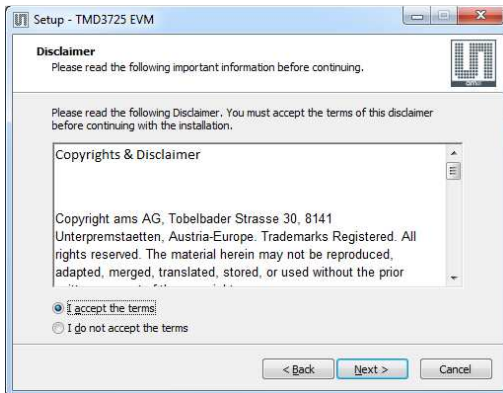 Setup - TMD3725 EVM
Disclaimer
Please read the following important information before continuing.
Please read the following Disclaimer. You must accept the terms of this disclaimer
before continuing with the installation.
Copyrights & Disclaimer
Copyright ams AG, Tobelbader Strasse 30, 8141
Unterpremstaetten, Austria-Europe. Trademarks Registered. All
rights reserved. The material herein may not be reproduced,
adapted, merged, translated, stored, or used without the prior
I accept the terms
I do not accept the terms
< Back
Next >
Cancel